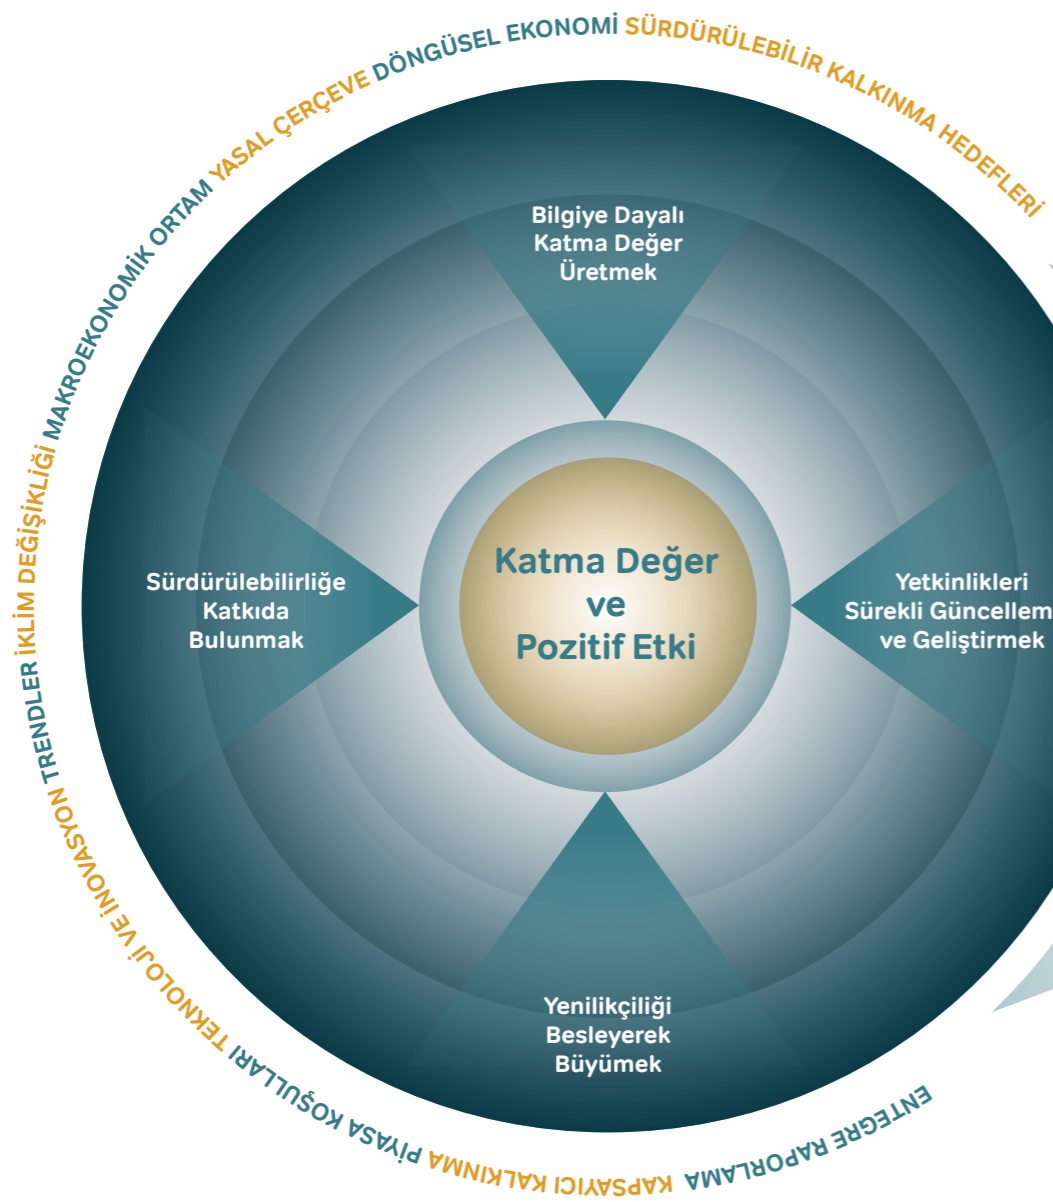 ENTEGRE RAPORLAMA KAPSAYICI KALKINMA PİYASA KOŞULLARI TEKNOLOJİ VE İNOVASYON TRENDLER İKLİM DEĞİŞİKLİĞİ MAKROEKONOMİK ORTAM YASAL ÇERÇEVE DÖNGÜSEL EKONOMİ SÜRDÜRÜLEBİLİR KALKINMA HEDEFLERİ
Bilgiye Dayalı
Katma Değer
Üretmek
Sürdürülebilirliğe
Katkıda
Bulunmak
Katma Değer
ve
Pozitif Etki
Yetkinlikleri
Sürekli
ve Geliştirmek
Yenilikçiliği
Besleyerek
Büyümek